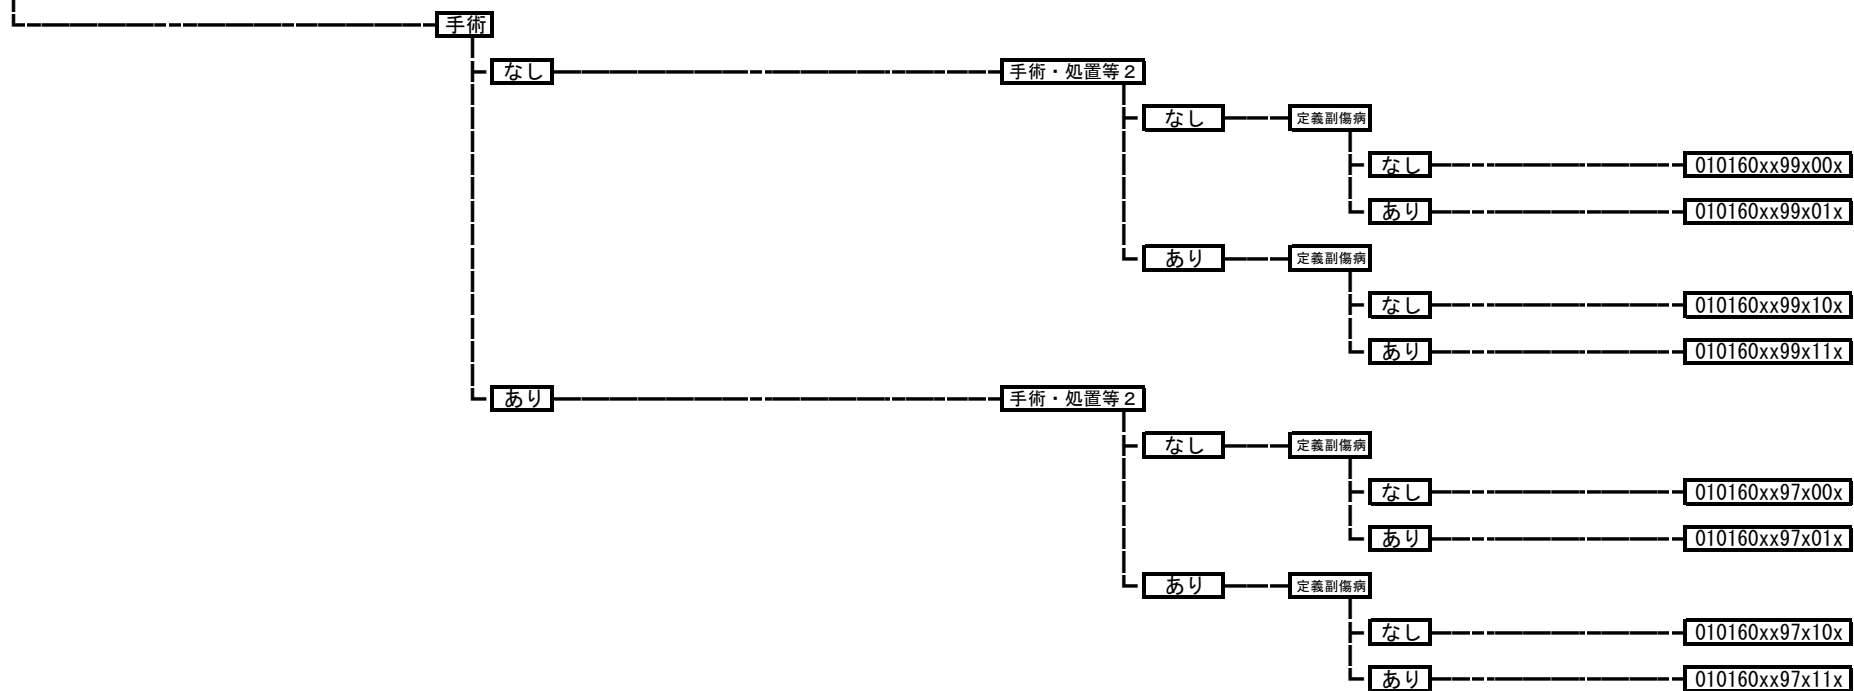 手術
なし 手術・処置等２
なし 定義副傷病
なし 010160xx99x00x
あり 010160xx99x01x
あり 定義副傷病
なし 010160xx99x10x
あり 010160xx99x11x
あり 手術・処置等２
なし 定義副傷病
なし 010160xx97x00x
あり 010160xx97x01x
あり 定義副傷病
なし 010160xx97x10x
あり 010160xx97x11x